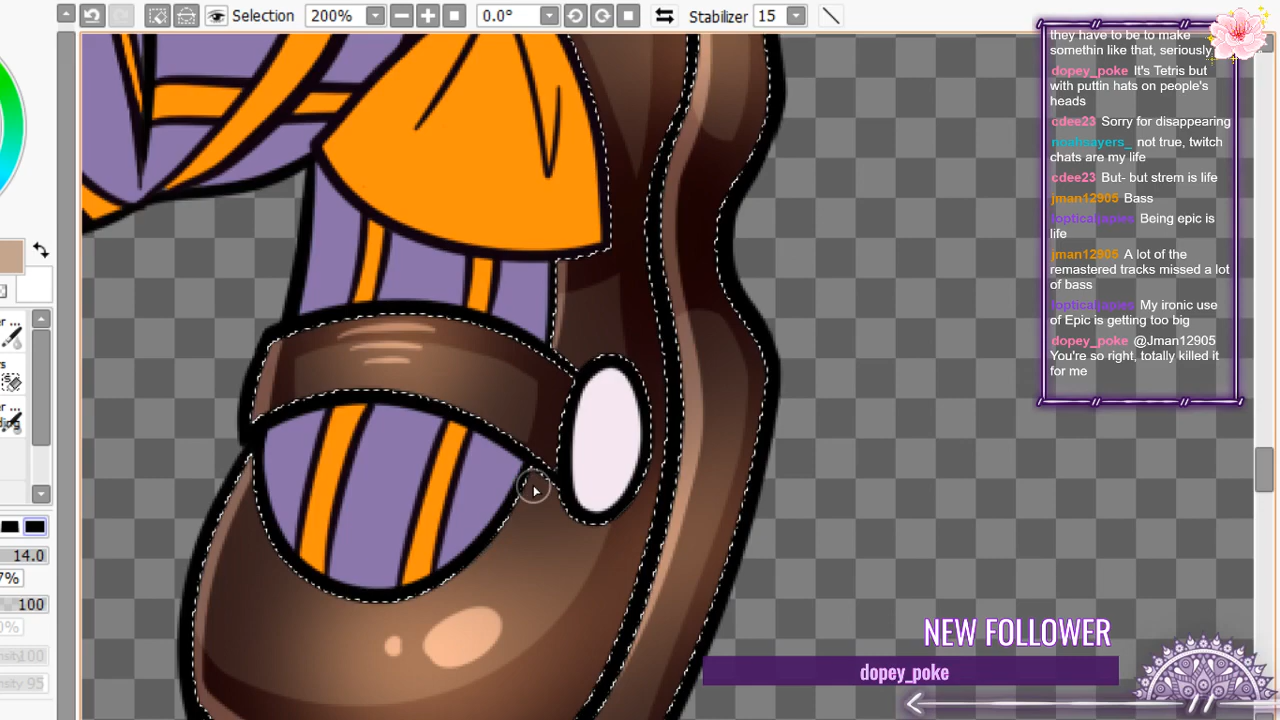 Selection 200% 0.0° Stabilizer 15
they have to be to make
somethin like that, seriously
dopey_poke It's Tetris but
with puttin hats on people's
heads
cdee23 Sorry for disappearing
noahsayers_ not true, twitch
chats are my life
cdee23 But- but strem is life
jman12905 Bass
Being epic is
life
jman12905 A lot of the
remastered tracks missed a lot
of bass
My ironic use
of Epic is getting too big
dopey_poke @Jman12905
You're so right, totally killed it
for me
14.0
100
NEW FOLLOWER
dopey_poke